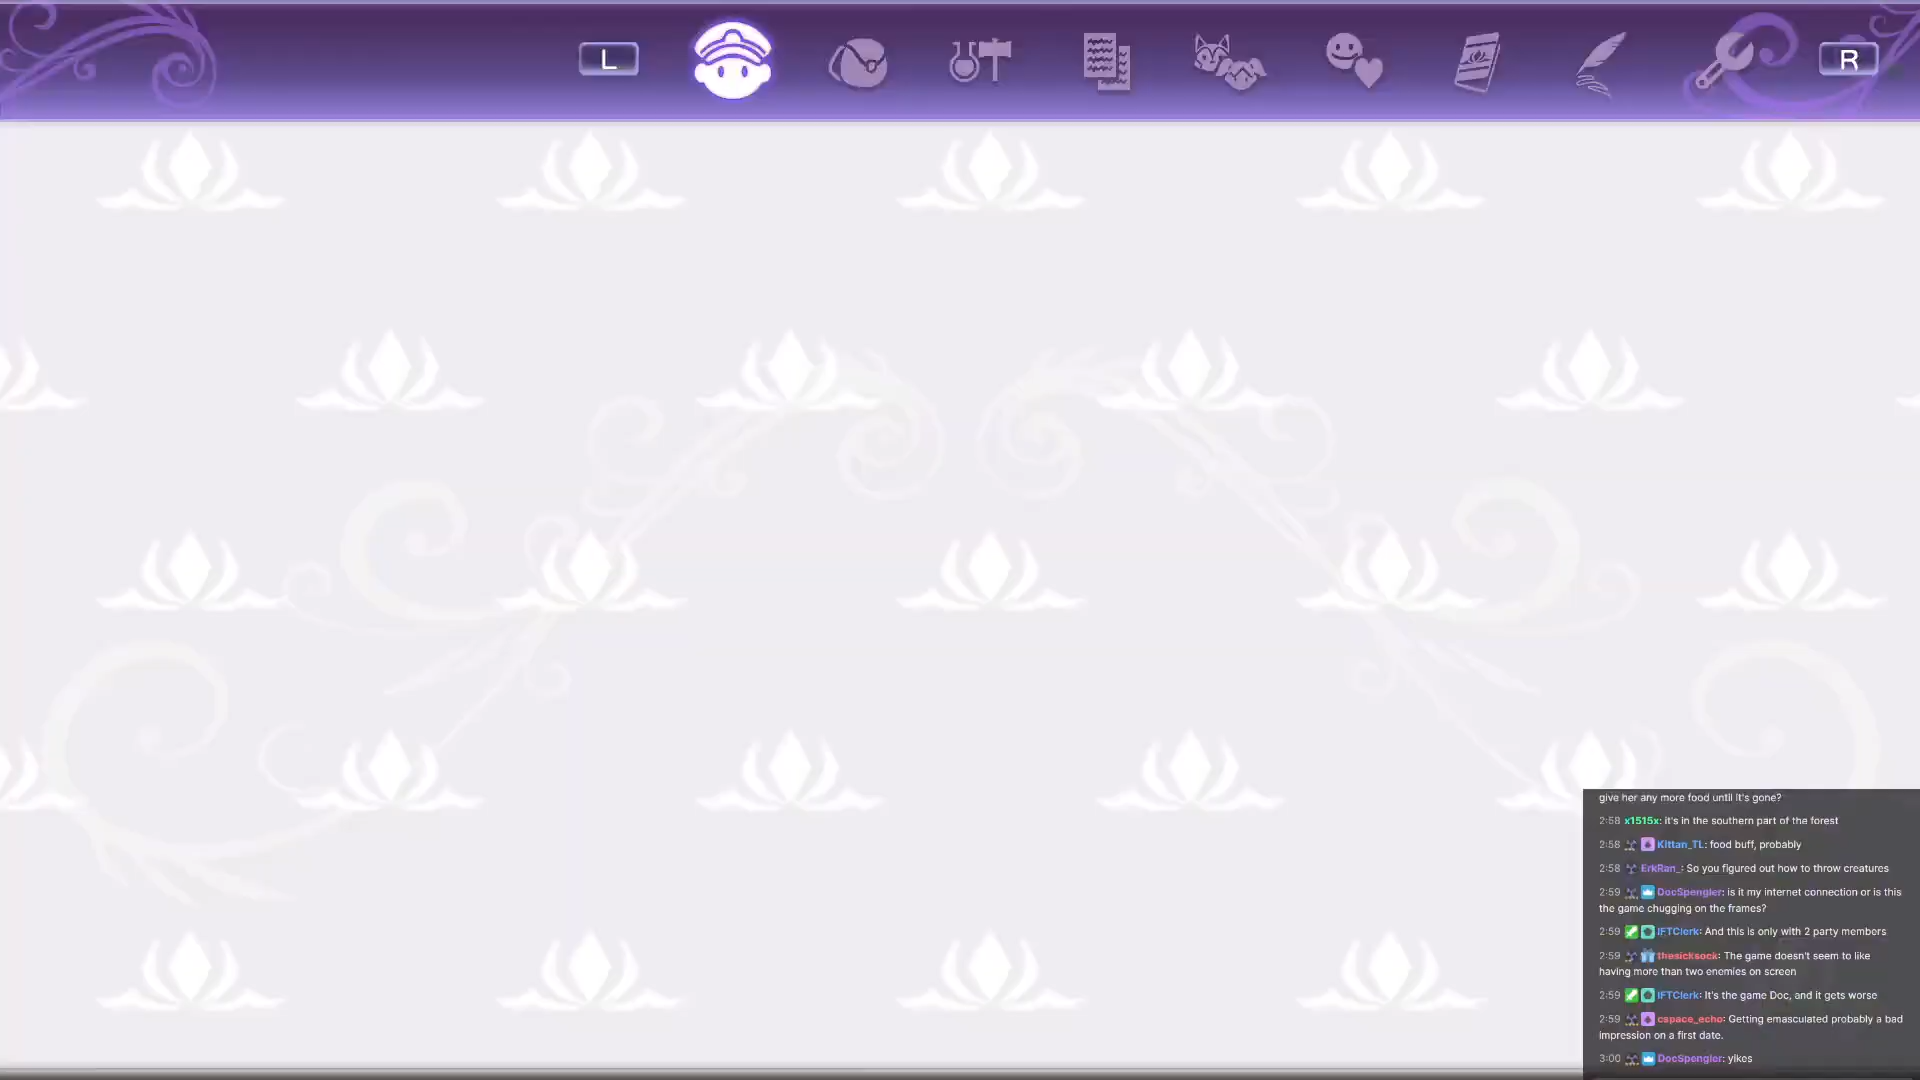 L
R
give her any more food until it's gone?
2:58 x1515x: it's in the southern part of the forest
2:58 Kittan_TL: food buff, probably
2:58 ErkRan_: So you figured out how to throw creatures
2:59 DocSpengler: is it my internet connection or is this
the game chugging on the frames?
2:59 IFTClerk: And this is only with 2 party members
2:59 thesicksock: The game doesn't seem to like
having more than two enemies on screen
2:59 IFTClerk: It's the game Doc, and it gets worse
2:59 cspace_echo: Getting emasculated probably a bad
impression on a first date.
3:00 DocSpengler: yikes